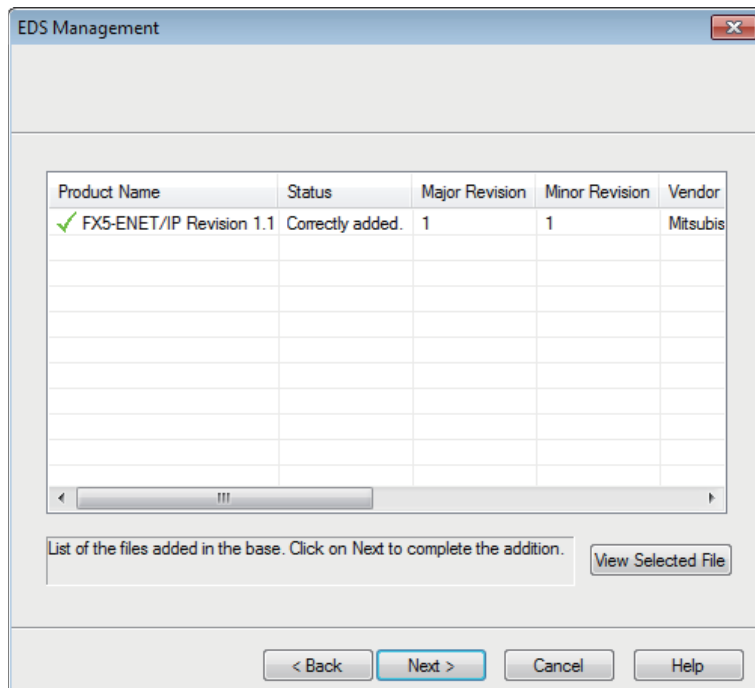 EDS Management
Product Name Status Major Revision Minor Revision Vendor
FX5-ENET/IP Revision 1.1 Correctly added. 1 1 Mitsubis
List of the files added in the base. Click on Next to complete the addition.
View Selected File
< Back Next > Cancel Help